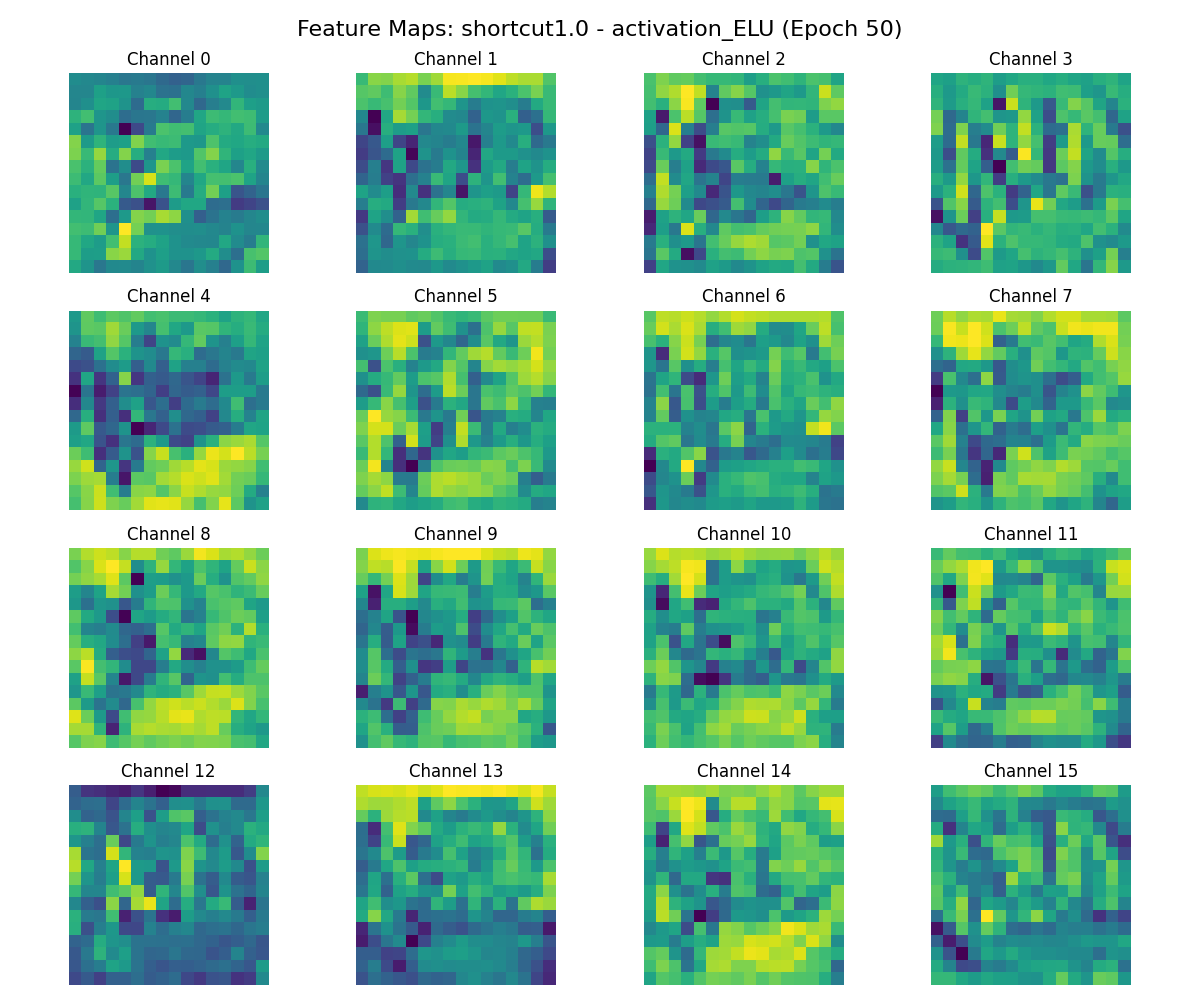 Feature Maps: shortcut1.0 - activation_ELU (Epoch 50)
Channel 0
Channel 1
Channel 2
Channel 3
Channel 4
Channel 5
Channel 6
Channel 7
Channel 8
Channel 9
Channel 10
Channel 11
Channel 12
Channel 13
Channel 14
Channel 15